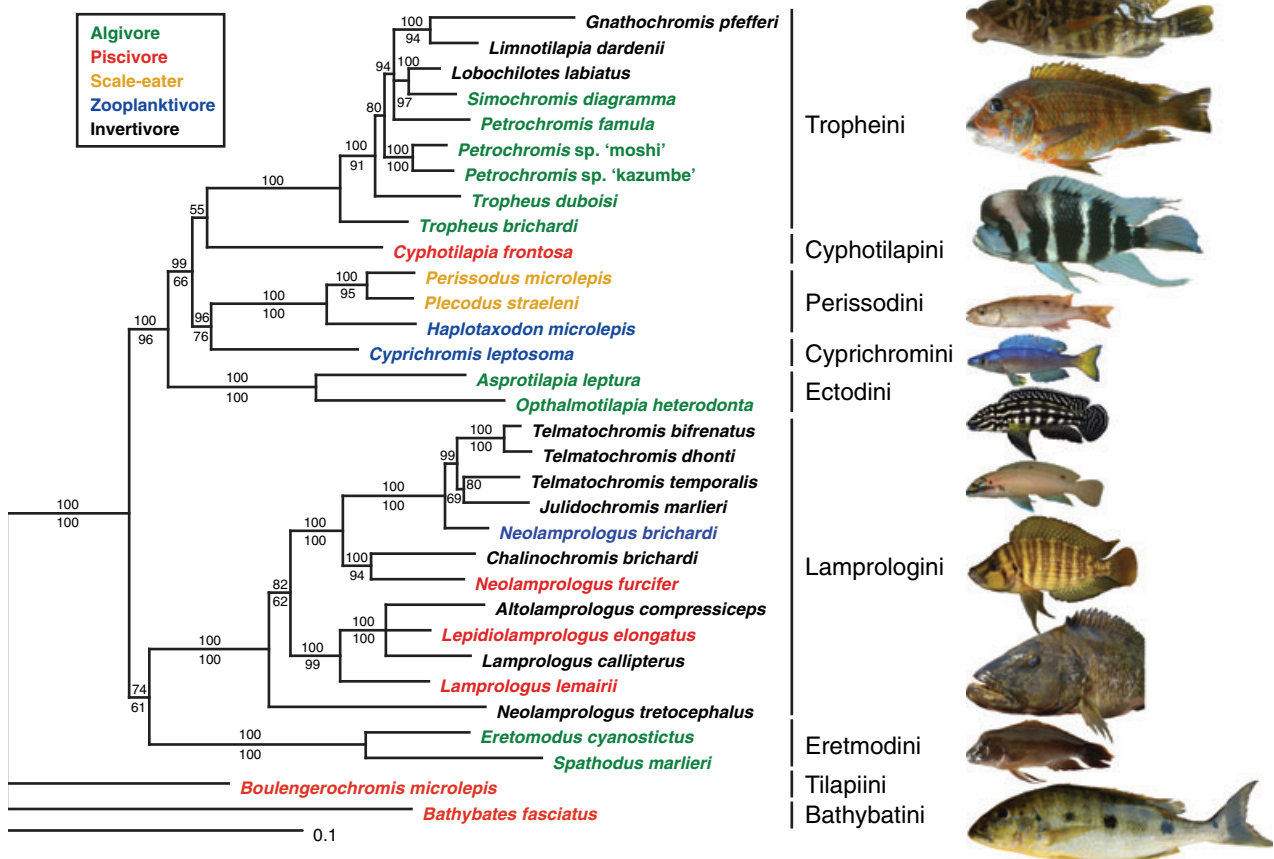 Algivore
Piscivore
Scale-eater
Zooplanktivore
Invertivore
100
94
Gnathochromis pfefferi
Limnotilapia dardenii
94
100
97
Lobochilotes labiatus
Simochromis diagramma
Petrochromis famula
80
100
100
Petrochromis sp. ‘moshi’
Petrochromis sp. ‘kazumbe’
100
91
Tropheus duboisi
100
Tropheus brichardi
Tropheini
55
Cyphotilapia frontosa
Cyphotilapini
99
66
100
95
Perissodus microlepis
Plecodus straeleni
100
100
Haplotaxodon microlepis
Perissodini
96
76
Cyprichromis leptosoma
Cyprichromini
100
96
100
100
Asprotilapia leptura
Opthalmotilapia heterodonta
Ectodini
100
100
Telmatochromis bifrenatus
Telmatochromis dhonti
99
80
69
Telmatochromis temporalis
Julidochromis marlieri
100
100
Neolamprologus brichardi
100
100
100
94
Chalinochromis brichardi
Neolamprologus furcifer
82
62
100
100
Altolamprologus compressiceps
Lepidiolamprologus elongatus
Lamprologus callipterus
100
99
Lamprologus lemairii
100
100
Neolamprologus tretocephalus
Lamprologini
74
61
100
100
Eretomodus cyanostictus
Spathodus marlieri
Eretmodini
100
100
Boulengerochromis microlepis
Tilapiini
Bathybates fasciatus
Bathybatini
0.1